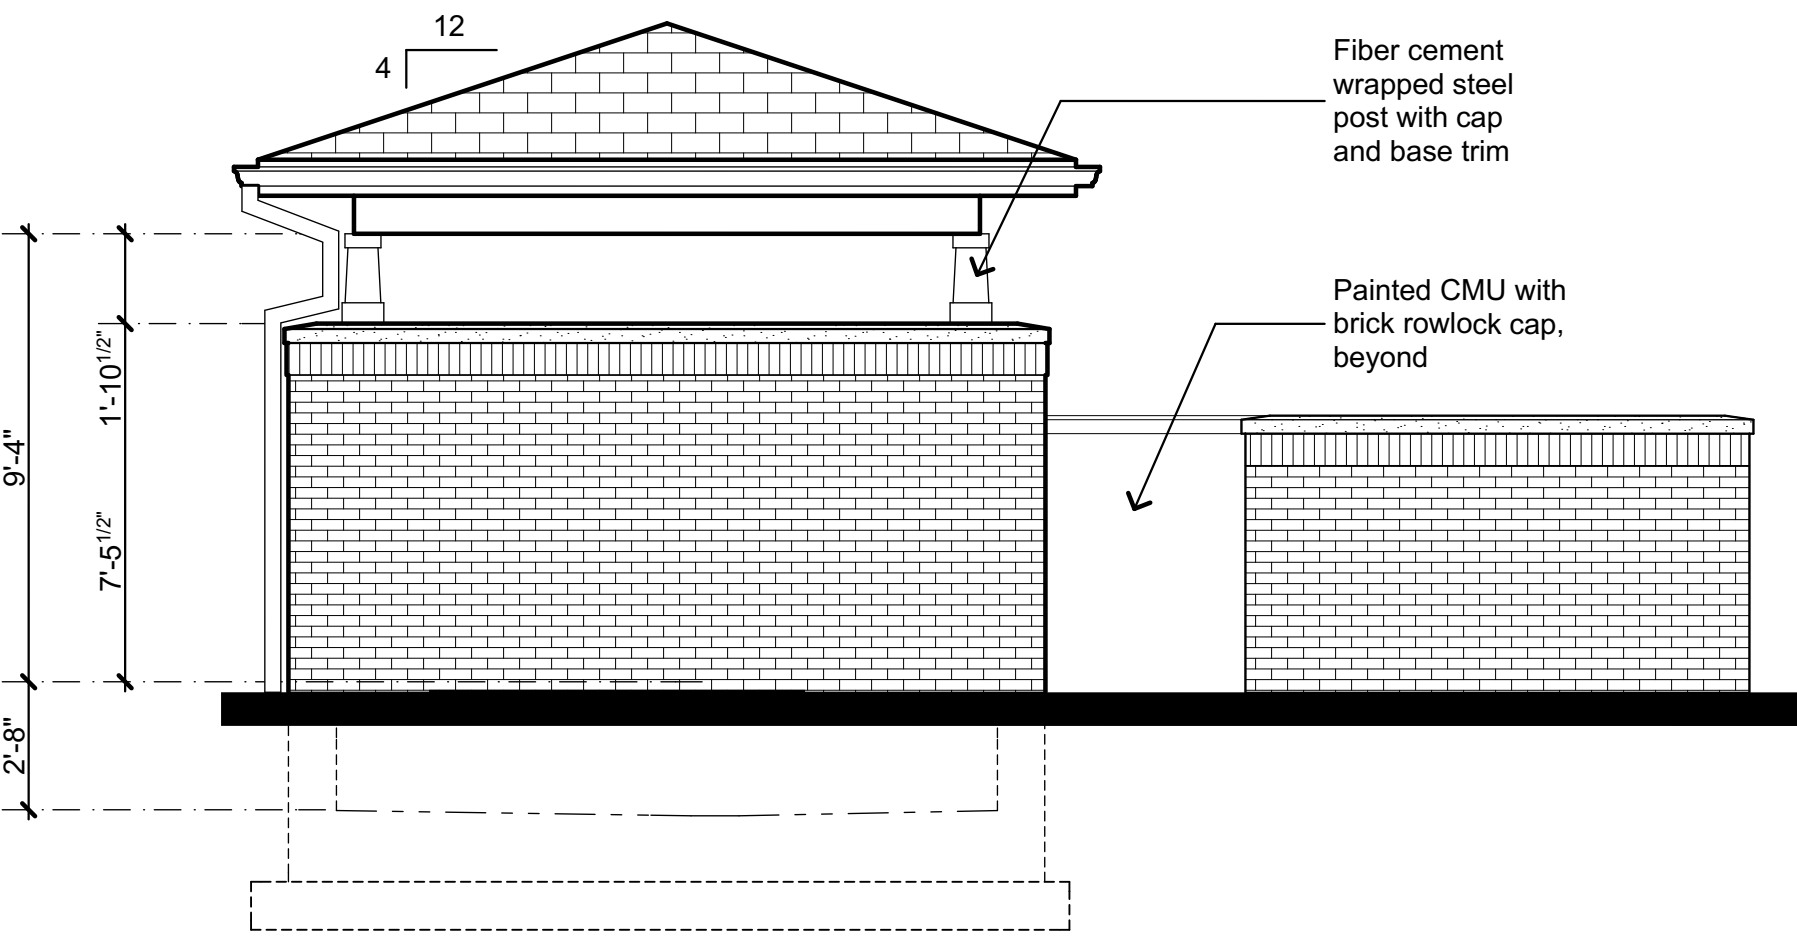 12
4
Fiber cement
wrapped steel
post with cap
and base trim
Painted CMU with
brick rowlock cap,
beyond
9'-4"
1'-10 1/2"
7'-5 1/2"
2'-8"